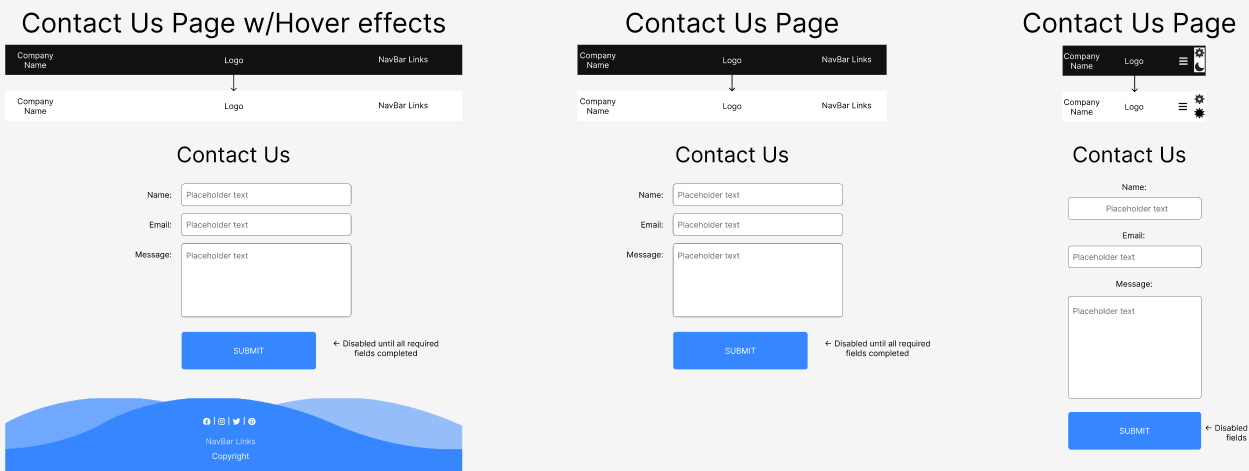 Contact Us Page w/Hover effects
Company
Name
Logo
NavBar Links
Company
Name
Logo
NavBar Links
Contact Us
Name:
Placeholder text
Email:
Placeholder text
Message:
Placeholder text
SUBMIT
← Disabled until all required
fields completed
| | |
NavBar Links
Copyright
Contact Us Page
Company
Name
Logo
NavBar Links
Company
Name
Logo
NavBar Links
Contact Us
Name:
Placeholder text
Email:
Placeholder text
Message:
Placeholder text
SUBMIT
← Disabled until all required
fields completed
Contact Us Page
Company
Name
Logo
Company
Name
Logo
Contact Us
Name:
Placeholder text
Email:
Placeholder text
Message:
Placeholder text
SUBMIT
← Disabled
fields